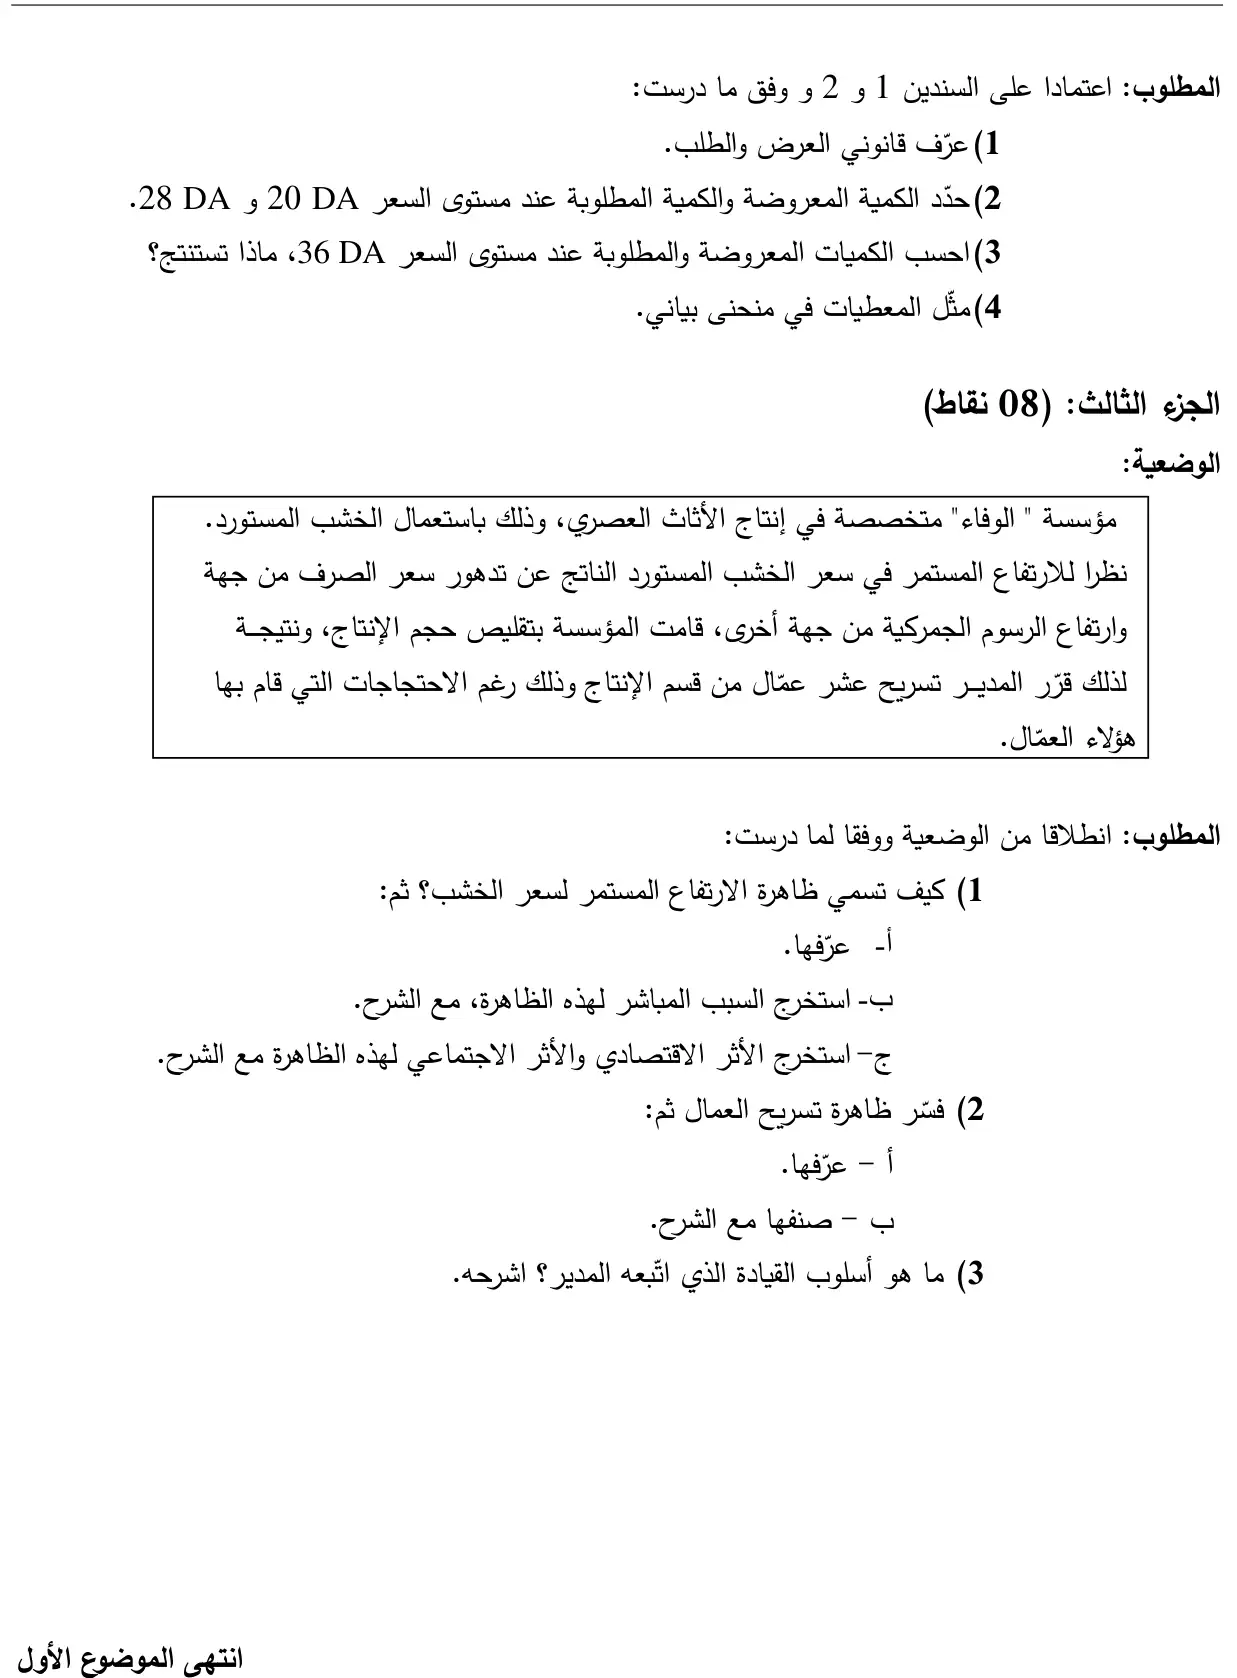 المطلوب: اعتمادا على السندين 1 و 2 و وفق ما درست:
1) عرّف قانوني العرض والطلب.
2) حدّد الكمية المعروضة والكمية المطلوبة عند مستوى السعر 20 DA و 28 DA.
3) احسب الكميات المعروضة والمطلوبة عند مستوى السعر 36 DA، ماذا تستنتج؟
4) مثّل المعطيات في منحنى بياني.
الجزء الثالث: (08 نقاط)
الوضعية:
مؤسسة " الوفاء" متخصصة في إنتاج الأثاث العصري، وذلك باستعمال الخشب المستورد.
نظرا للارتفاع المستمر في سعر الخشب المستورد الناتج عن تدهور سعر الصرف من جهة
وارتفاع الرسوم الجمركية من جهة أخرى، قامت المؤسسة بتقليص حجم الإنتاج، ونتيجـة
لذلك قرّر المديـر تسريح عشر عمّال من قسم الإنتاج وذلك رغم الاحتجاجات التي قام بها
هؤلاء العمّال.
المطلوب: انطلاقا من الوضعية ووفقا لما درست:
1) كيف تسمي ظاهرة الارتفاع المستمر لسعر الخشب؟ ثم:
أ- عرّفها.
ب- استخرج السبب المباشر لهذه الظاهرة، مع الشرح.
ج– استخرج الأثر الاقتصادي والأثر الاجتماعي لهذه الظاهرة مع الشرح.
2) فسّر ظاهرة تسريح العمال ثم:
أ – عرّفها.
ب – صنفها مع الشرح.
3) ما هو أسلوب القيادة الذي اتّبعه المدير؟ اشرحه.
انتهى الموضوع الأول